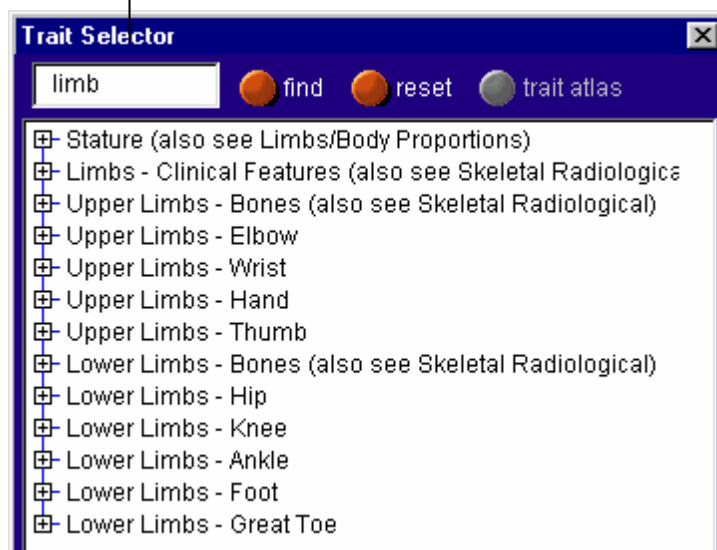 Trait Selector
limb find reset trait atlas
Stature (also see Limbs/Body Proportions)
Limbs - Clinical Features (also see Skeletal Radiologica
Upper Limbs - Bones (also see Skeletal Radiological)
Upper Limbs - Elbow
Upper Limbs - Wrist
Upper Limbs - Hand
Upper Limbs - Thumb
Lower Limbs - Bones (also see Skeletal Radiological)
Lower Limbs - Hip
Lower Limbs - Knee
Lower Limbs - Ankle
Lower Limbs - Foot
Lower Limbs - Great Toe